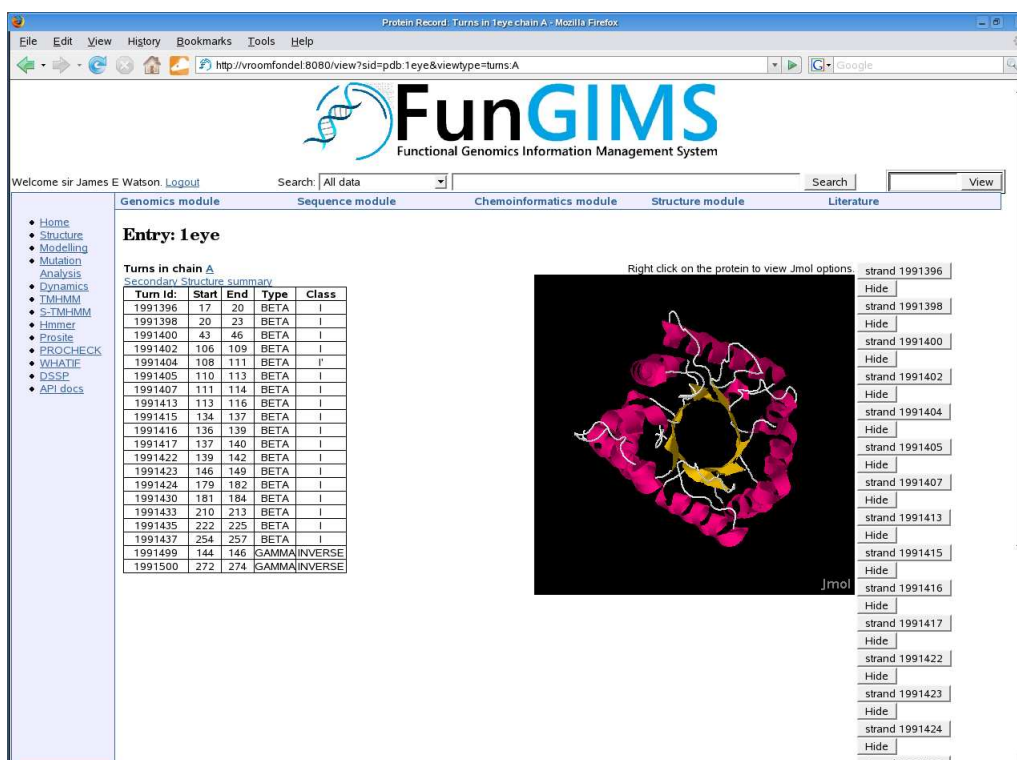 Protein Record: Turns in 1eye chain A - Mozilla Firefox
File Edit View History Bookmarks Tools Help
http://vroomfondel:8080/view?sid=pdb:1eye&viewtype=turns:A
G Google
FunGIMS
Functional Genomics Information Management System
Welcome sir James E Watson. Logout Search: All data Search View
Genomics module Sequence module Chemoinformatics module Structure module Literature
Home
Structure
Modelling
Mutation Analysis
Dynamics
TMHMM
S-TMHMM
Hmmer
Prosite
PROCHECK
WHATIF
DSSP
API docs
Entry: 1eye
Turns in chain A
Secondary Structure summary
Turn Id: Start End Type Class
1991396 17 20 BETA I
1991398 20 23 BETA I
1991400 43 46 BETA I
1991402 106 109 BETA I
1991404 108 111 BETA I'
1991405 110 113 BETA I
1991407 111 114 BETA I
1991413 113 116 BETA I
1991415 134 137 BETA I
1991416 136 139 BETA I
1991417 137 140 BETA I
1991422 139 142 BETA I
1991423 146 149 BETA I
1991424 179 182 BETA I
1991430 181 184 BETA I
1991433 210 213 BETA I
1991435 222 225 BETA I
1991437 254 257 BETA I
1991499 144 146 GAMMA INVERSE
1991500 272 274 GAMMA INVERSE
Right click on the protein to view Jmol options.
Jmol
strand 1991396
Hide
strand 1991398
Hide
strand 1991400
Hide
strand 1991402
Hide
strand 1991404
Hide
strand 1991405
Hide
strand 1991407
Hide
strand 1991413
Hide
strand 1991415
Hide
strand 1991416
Hide
strand 1991417
Hide
strand 1991422
Hide
strand 1991423
Hide
strand 1991424
Hide